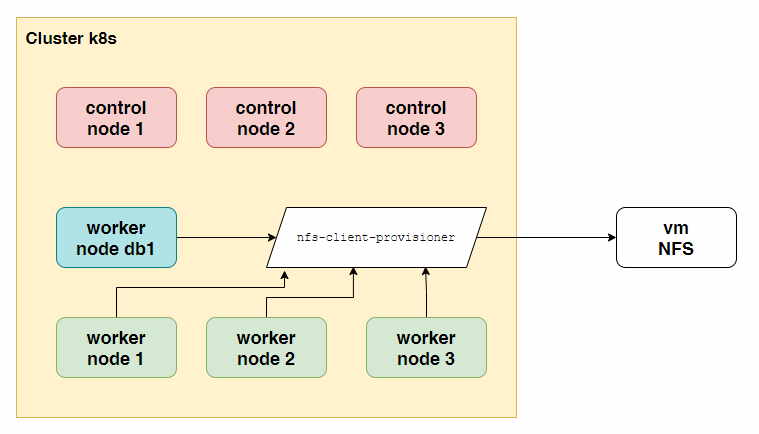 Cluster k8s
control
node 1
control
node 2
control
node 3
worker
node db1
nfs-client-provisioner
vm
NFS
worker
node 1
worker
node 2
worker
node 3